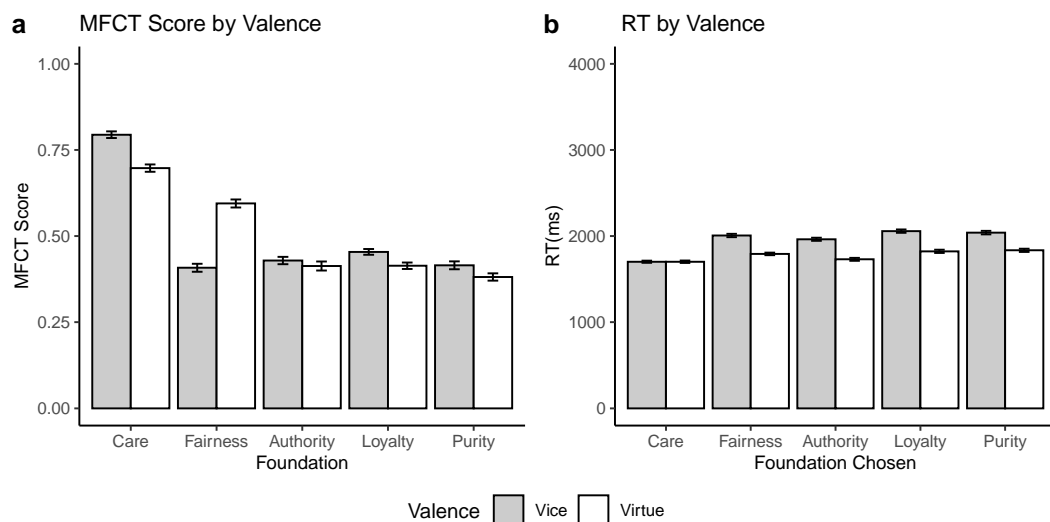 a MFCT Score by Valence
MFCT Score
1.00
0.75
0.50
0.25
0.00
Care Fairness Authority Loyalty Purity
Foundation
b RT by Valence
RT(ms)
4000
3000
2000
1000
0
Care Fairness Authority Loyalty Purity
Foundation Chosen
Valence Vice Virtue